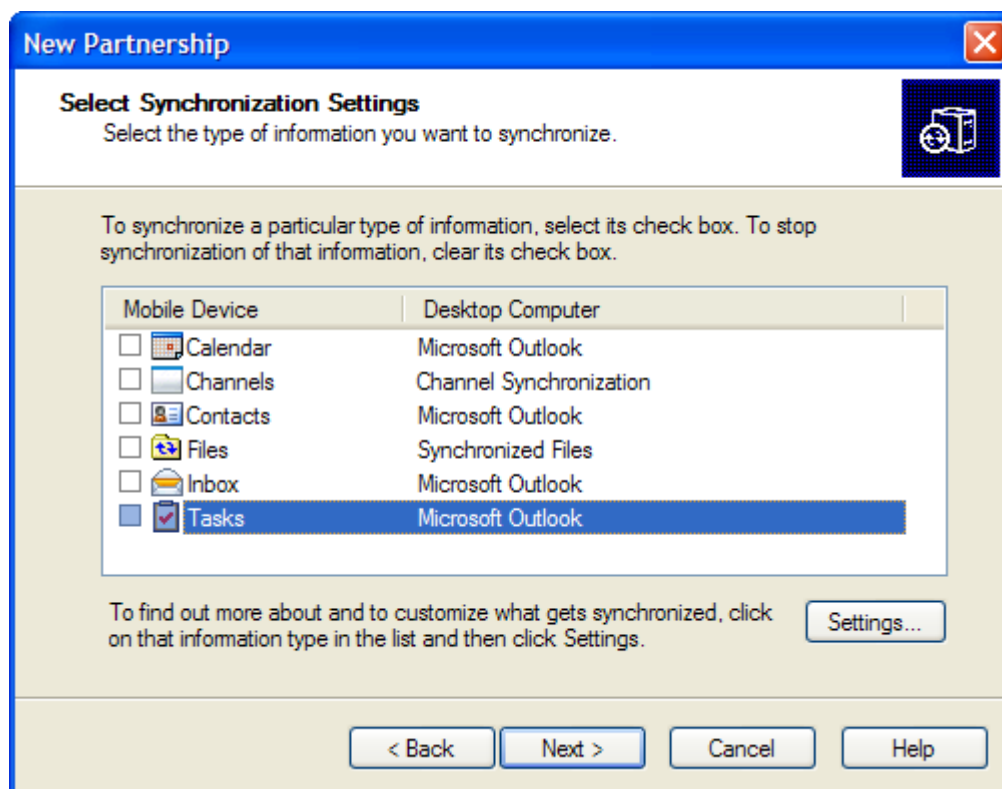 New Partnership
Select Synchronization Settings
Select the type of information you want to synchronize.
To synchronize a particular type of information, select its check box. To stop
synchronization of that information, clear its check box.
Mobile Device Desktop Computer
Calendar Microsoft Outlook
Channels Channel Synchronization
Contacts Microsoft Outlook
Files Synchronized Files
Inbox Microsoft Outlook
Tasks Microsoft Outlook
To find out more about and to customize what gets synchronized, click
on that information type in the list and then click Settings.
Settings...
< Back Next > Cancel Help